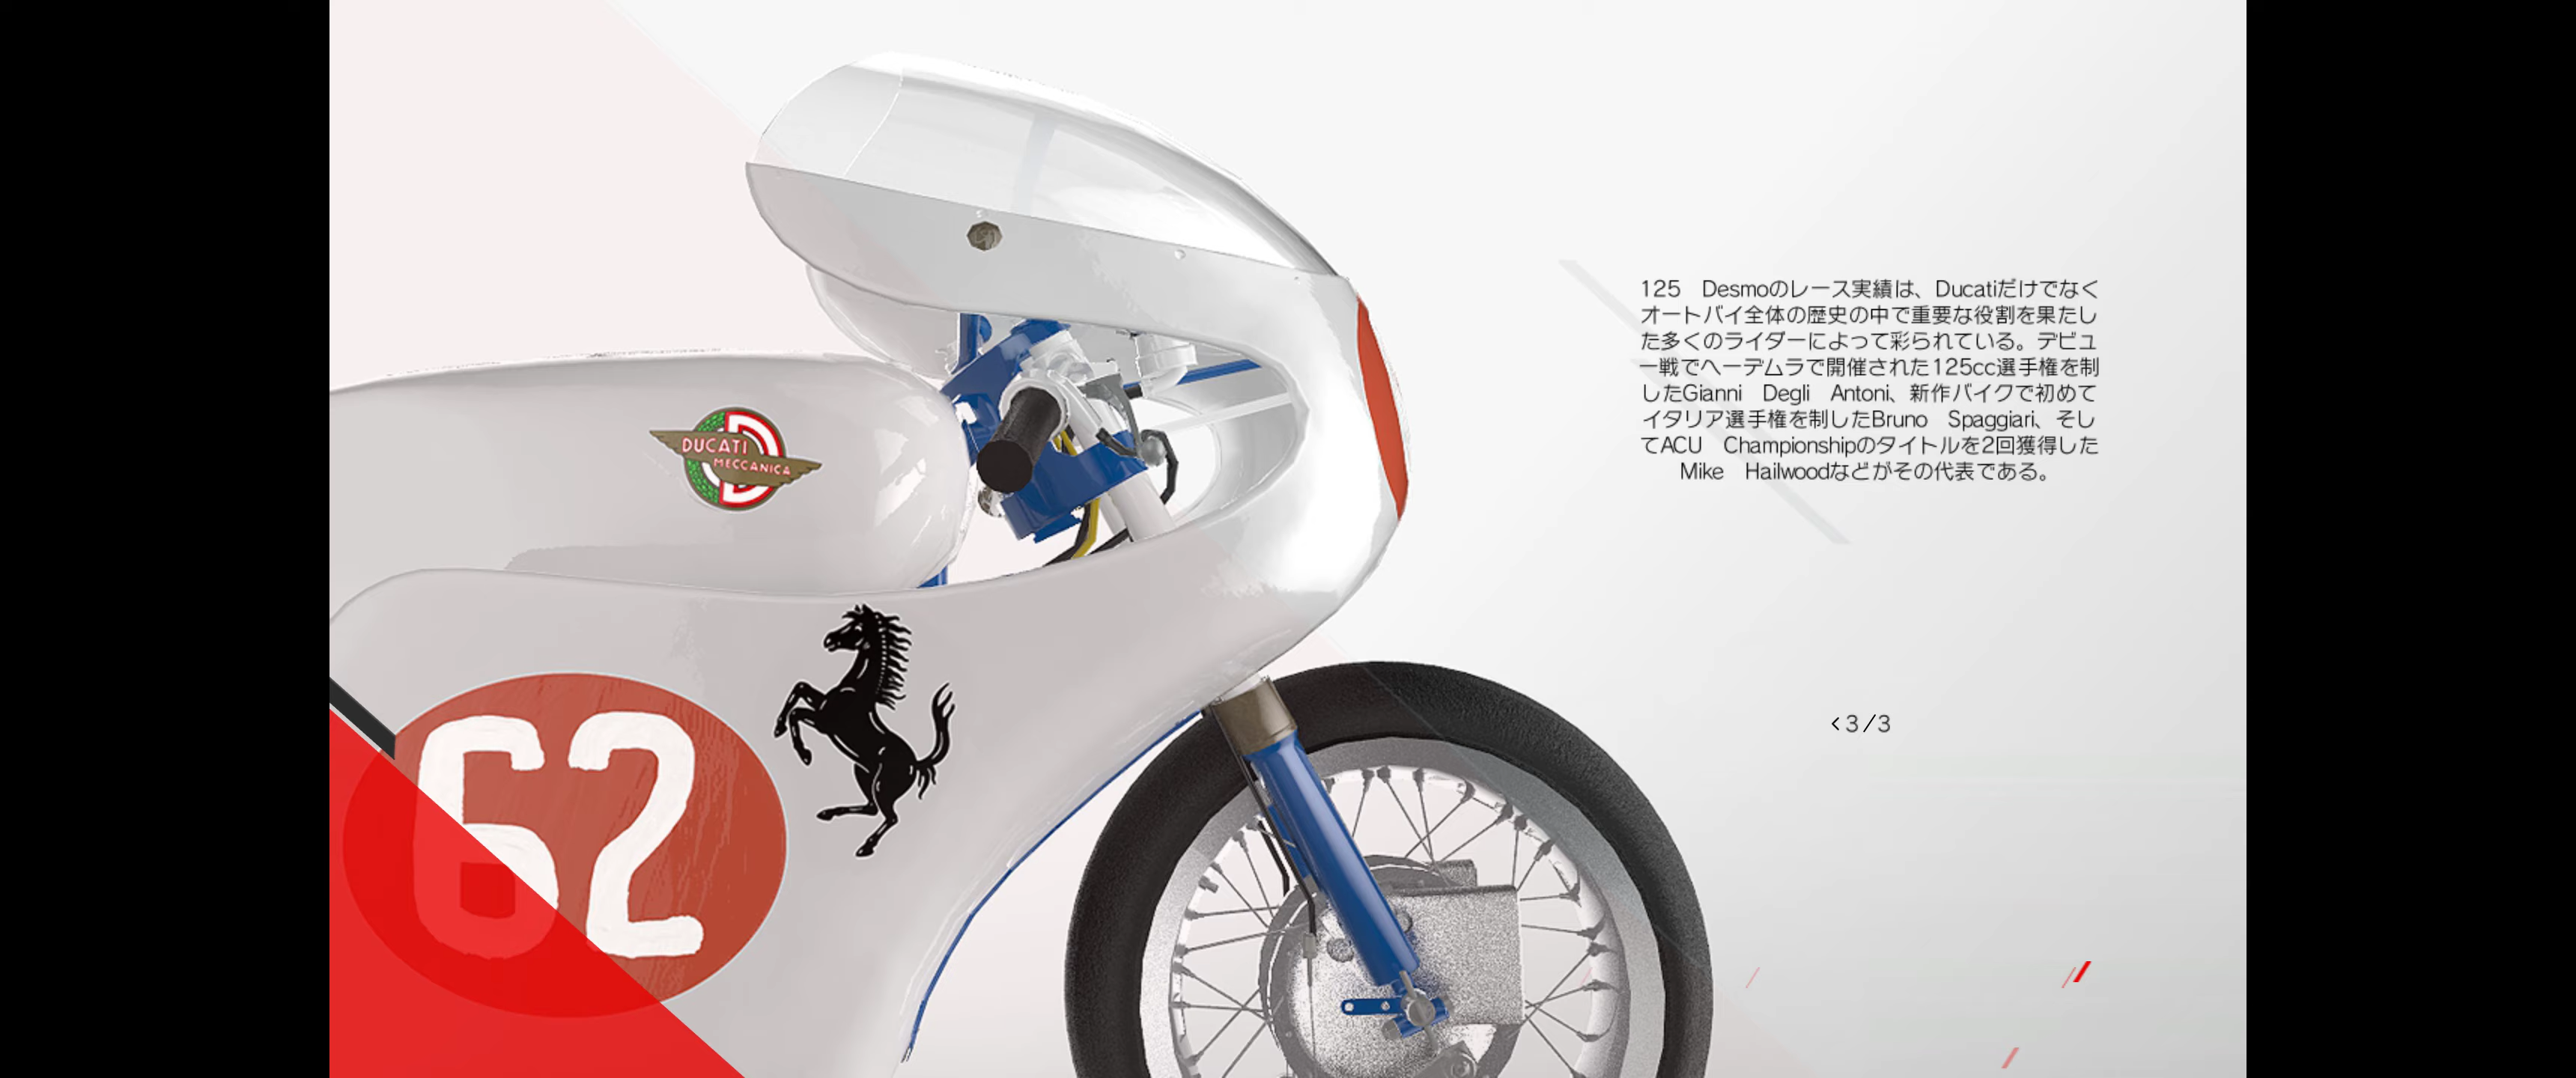 125　Desmoのレース実績は、Ducatiだけでなく
オートバイ全体の歴史の中で重要な役割を果たし
た多くのライダーによって彩られている。デビュ
ー戦でヘーデムラで開催された125cc選手権を制
したGianni　Degli　Antoni、新作バイクで初めて
イタリア選手権を制したBruno　Spaggiari、そし
てACU　Championshipのタイトルを2回獲得した
Mike　Hailwoodなどがその代表である。
DUCATI
MECCANICA
<3/3
62